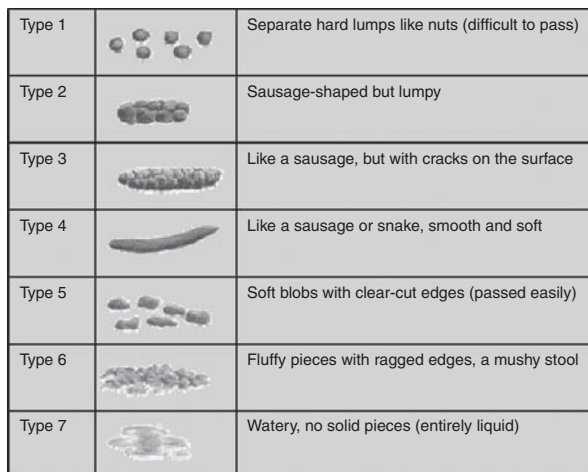 Type 1 Separate hard lumps like nuts (difficult to pass)
Type 2 Sausage-shaped but lumpy
Type 3 Like a sausage, but with cracks on the surface
Type 4 Like a sausage or snake, smooth and soft
Type 5 Soft blobs with clear-cut edges (passed easily)
Type 6 Fluffy pieces with ragged edges, a mushy stool
Type 7 Watery, no solid pieces (entirely liquid)